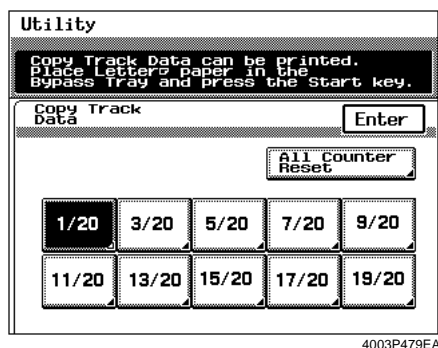 Utility
Copy Track Data can be printed.
Place Letter paper in the
Bypass Tray and press the Start key.
Copy Track
Data
Enter
All Counter
Reset
1/20 3/20 5/20 7/20 9/20
11/20 13/20 15/20 17/20 19/20
4003P479EA